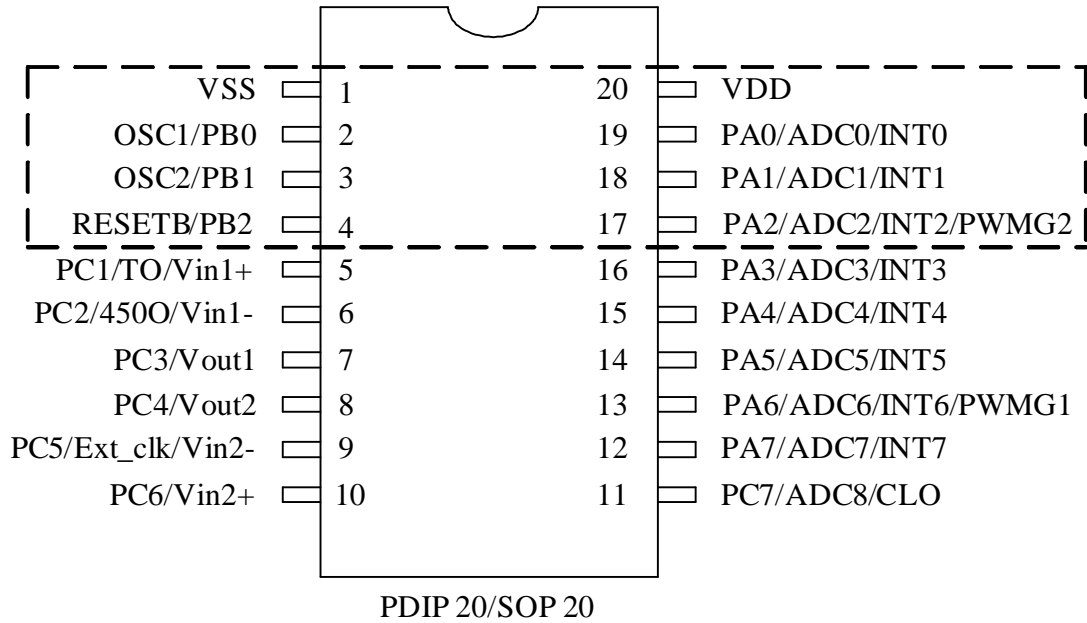 VSS 1 20 VDD
OSC1/PB0 2 19 PA0/ADC0/INT0
OSC2/PB1 3 18 PA1/ADC1/INT1
RESETB/PB2 4 17 PA2/ADC2/INT2/PWMG2
PC1/TO/Vin1+ 5 16 PA3/ADC3/INT3
PC2/450O/Vin1- 6 15 PA4/ADC4/INT4
PC3/Vout1 7 14 PA5/ADC5/INT5
PC4/Vout2 8 13 PA6/ADC6/INT6/PWMG1
PC5/Ext_clk/Vin2- 9 12 PA7/ADC7/INT7
PC6/Vin2+ 10 11 PC7/ADC8/CLO
PDIP 20/SOP 20